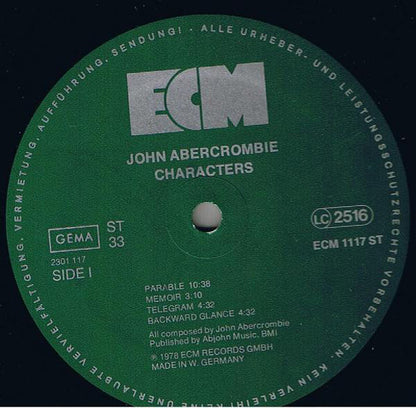 KEINE UNERLAUBTE VERVIELFÄLTIGUNG, VERMIETUNG, AUFFÜHRUNG, SENDUNG! · ALLE URHEBER- UND LEISTUNGSSCHUTZRECHTE VORBEHALTEN. KEIN VERLEIH!
ECM
JOHN ABERCROMBIE
CHARACTERS
GEMA
ST
33
LC 2516
2301 117
ECM 1117 ST
SIDE I
PARABLE 10:38
MEMOIR 3:10
TELEGRAM 4:32
BACKWARD GLANCE 4:32
All composed by John Abercrombie
Published by Abjohn Music, BMI
℗ 1978 ECM RECORDS GMBH
MADE IN W. GERMANY